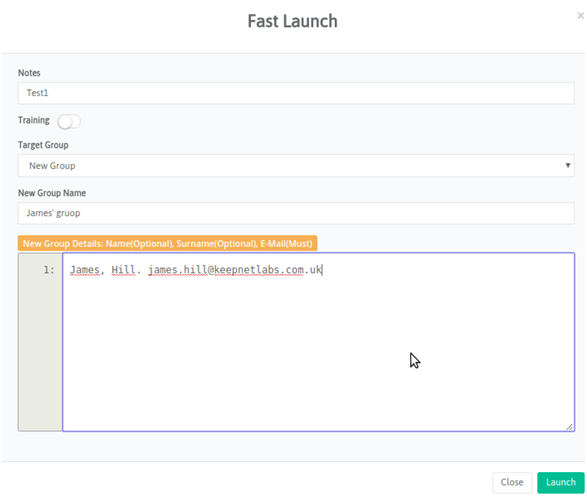 Fast Launch
×
Notes
Test1
Training
Target Group
New Group
New Group Name
James' gruop
New Group Details: Name(Optional), Surname(Optional), E-Mail(Must)
1: James, Hill. james.hill@keepnetlabs.com.uk
Close Launch